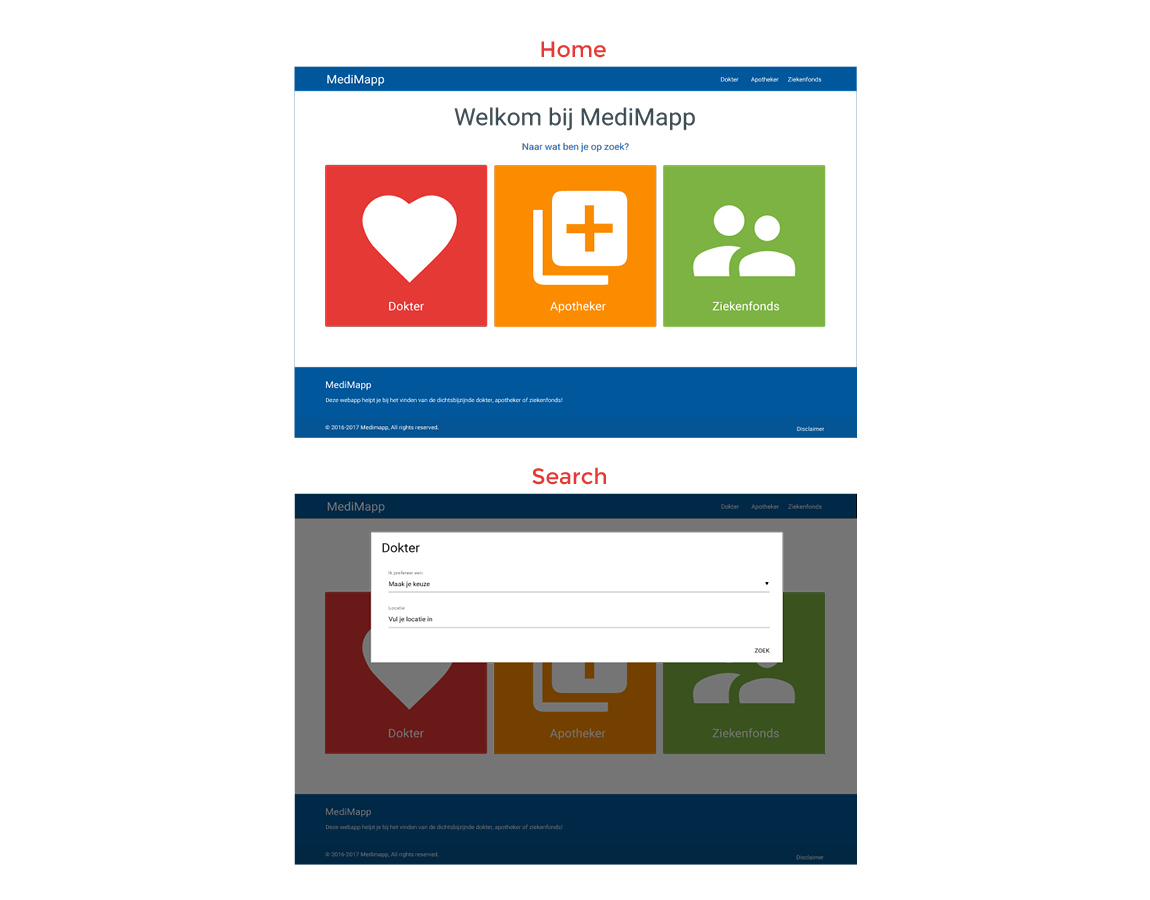 Home
MediMapp
Dokter Apotheker Ziekenfonds
Welkom bij MediMapp
Naar wat ben je op zoek?
Dokter Apotheker Ziekenfonds
MediMapp
Deze webapp helpt je bij het vinden van de dichtsbijzijnde dokter, apotheker of ziekenfonds!
© 2016-2017 Medimapp, All rights reserved.
Disclaimer
Search
MediMapp
Dokter Apotheker Ziekenfonds
Dokter
Ik prefereer een:
Maak je keuze
Locatie
Vul je locatie in
ZOEK
Dokter Apotheker Ziekenfonds
MediMapp
Deze webapp helpt je bij het vinden van de dichtsbijzijnde dokter, apotheker of ziekenfonds!
© 2016-2017 Medimapp, All rights reserved.
Disclaimer